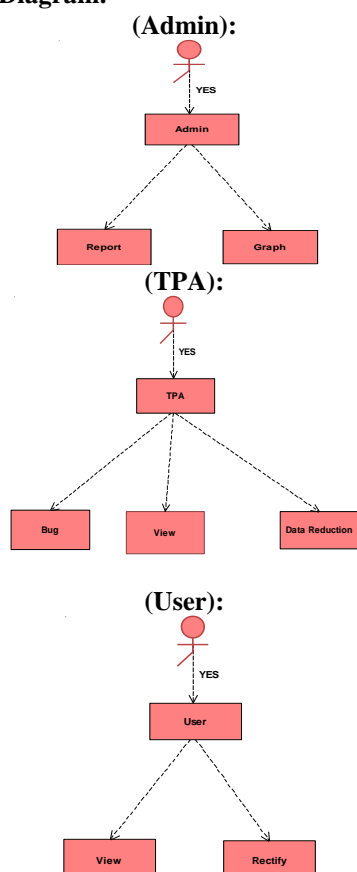 Diagram:
(Admin):
YES
Admin
Report Graph
(TPA):
YES
TPA
Bug View Data Reduction
(User):
YES
User
View Rectify